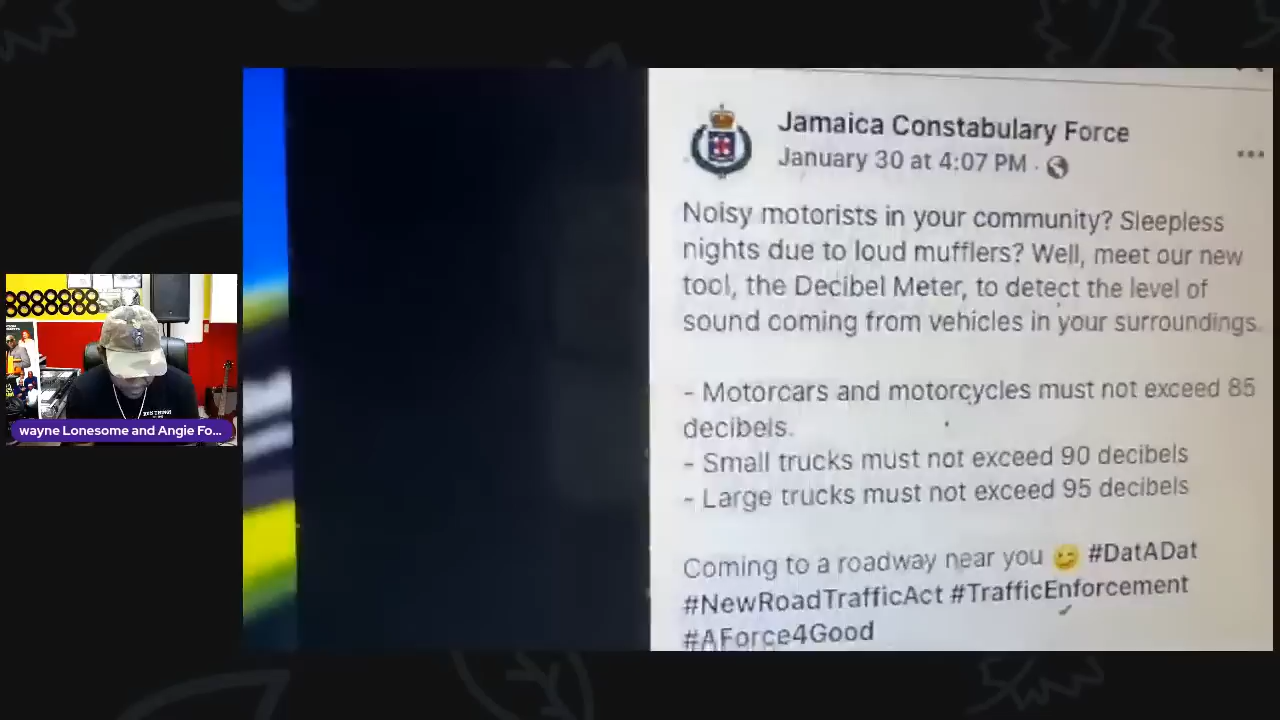 Jamaica Constabulary Force
January 30 at 4:07 PM ·
Noisy motorists in your community? Sleepless
nights due to loud mufflers? Well, meet our new
tool, the Decibel Meter, to detect the level of
sound coming from vehicles in your surroundings.
- Motorcars and motorcycles must not exceed 85
decibels.
- Small trucks must not exceed 90 decibels
- Large trucks must not exceed 95 decibels
Coming to a roadway near you 😉 #DatADat
#NewRoadTrafficAct #TrafficEnforcement
#AForce4Good
wayne Lonesome and Angie Fo...